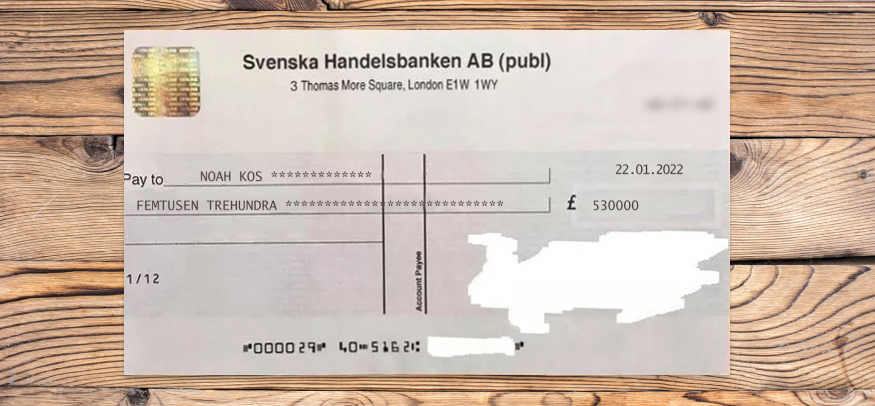 Svenska Handelsbanken AB (publ)
3 Thomas More Square, London E1W 1WY
22.01.2022
Pay to NOAH KOS *************
FEMTUSEN TREHUNDRA **************************** £ 530000
Account Payee
1/12
⑈000029⑈ 40⑉5162⑆ ⑈